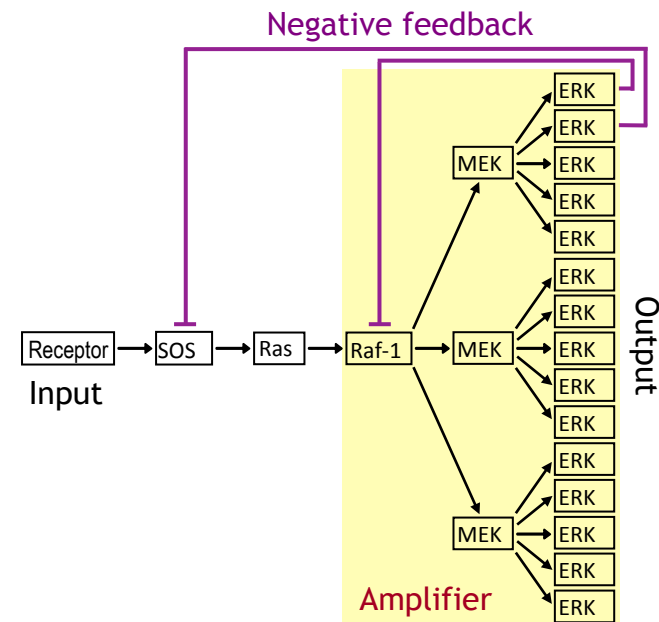 Negative feedback
ERK
ERK
MEK
ERK
ERK
ERK
ERK
ERK
Receptor
SOS
Ras
Raf-1
MEK
ERK
ERK
ERK
Input
Output
ERK
ERK
MEK
ERK
ERK
ERK
Amplifier